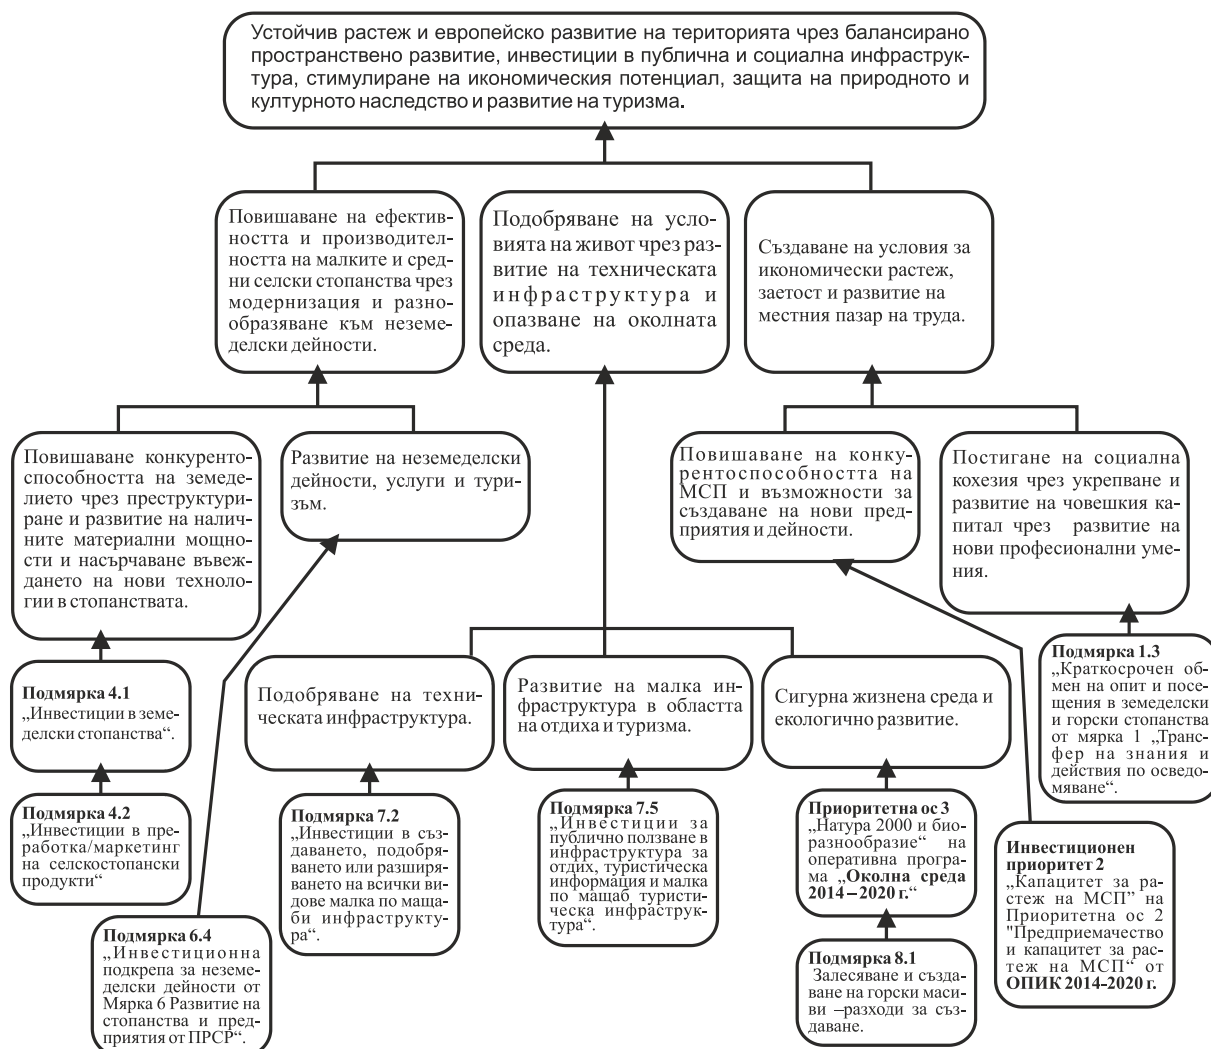 Устойчив растеж и европейско развитие на територията чрез балансирано
пространствено развитие, инвестиции в публична и социална инфраструк-
тура, стимулиране на икономическия потенциал, защита на природното и
културното наследство и развитие на туризма.
Повишаване на ефектив-
ността и производител-
ността на малките и сред-
ни селски стопанства чрез
модернизация и разно-
образяване към неземе-
делски дейности.
Подобряване на усло-
вията на живот чрез раз-
витие на техническата
инфраструктура и
опазване на околната
среда.
Създаване на условия за
икономически растеж,
заетост и развитие на
местния пазар на труда.
Повишаване конкуренто-
способността на земеде-
лието чрез преструктури-
ране и развитие на налич-
ните материални мощнос-
ти и насърчаване въвеж-
дането на нови техноло-
гии в стопанствата.
Развитие на неземеделски
дейности, услуги и тури-
зъм.
Повишаване на конку-
рентоспособността на
МСП и възможности за
създаване на нови пред-
приятия и дейности.
Постигане на социална
кохезия чрез укрепване и
развитие на човешкия ка-
питал чрез развитие на
нови професионални уме-
ния.
Подмярка 4.1
„Инвестиции в земе-
делски стопанства“.
Подобряване на техни-
ческата инфраструктура.
Развитие на малка ин-
фраструктура в областта
на отдиха и туризма.
Сигурна жизнена среда и
екологично развитие.
Подмярка 1.3
„Краткосрочен об-
мен на опит и посе-
щения в земеделски
и горски стопанства
от мярка 1 „Транс-
фер на знания и
действия по осведо-
мяване“.
Подмярка 4.2
„Инвестиции в пре-
работка/маркетинг
на селскостопански
продукти“
Подмярка 7.2
„Инвестиции в съз-
даването, подобря-
ването или разширя-
ването на всички ви-
дове малка по маща-
би инфраструкту-
ра“.
Подмярка 7.5
„Инвестиции за
публично ползване в
инфраструктура за
отдих, туристическа
информация и малка
по мащаб туристи-
ческа инфраструк-
тура“.
Приоритетна ос 3
„Натура 2000 и био-
разнообразие“ на
оперативна програ-
ма „Околна среда
2014 – 2020 г.“
Инвестиционен
приоритет 2
„Капацитет за рас-
теж на МСП” на
Приоритетна ос 2
"Предприемачество
и капацитет за рас-
теж на МСП“ от
ОПИК 2014-2020 г.
Подмярка 6.4
„Инвестиционна
подкрепа за неземе-
делски дейности от
Мярка 6 Развитие на
стопанства и пред-
приятия от ПРСР“.
Подмярка 8.1
Залесяване и създа-
ване на горски маси-
ви –разходи за съз-
даване.